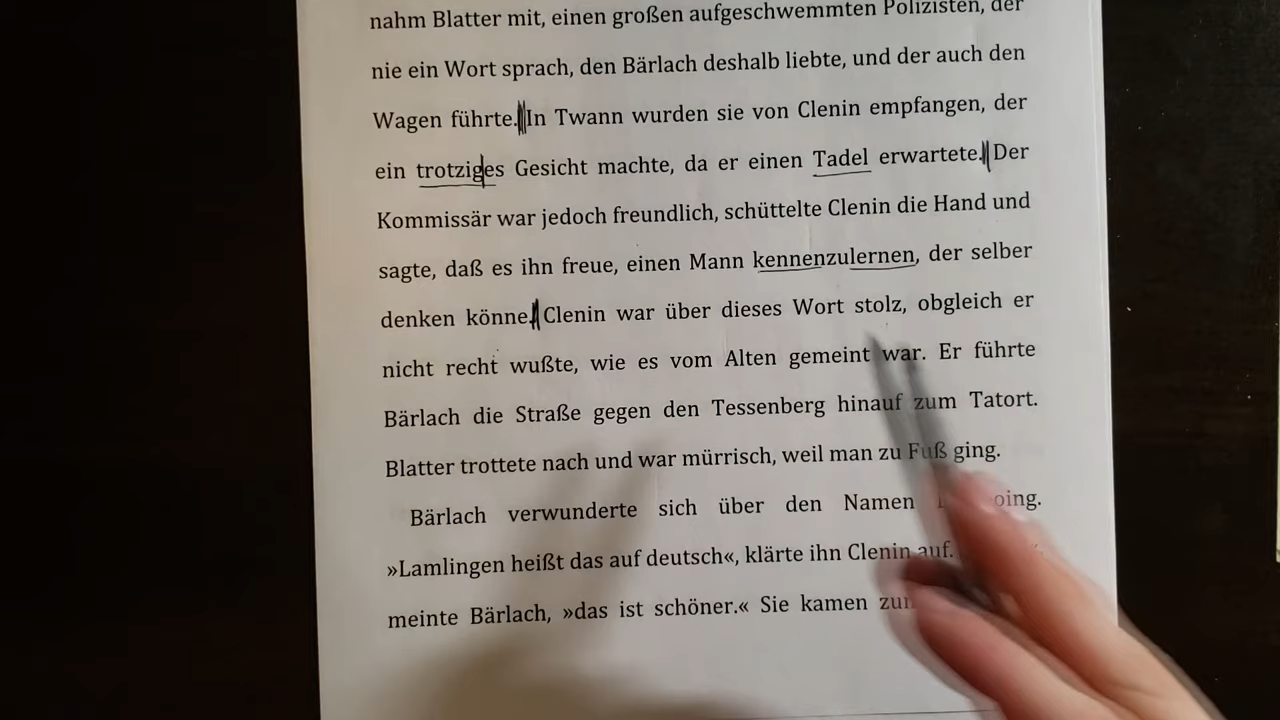 nahm Blatter mit, einen großen aufgeschwemmten Polizisten, der
nie ein Wort sprach, den Bärlach deshalb liebte, und der auch den
Wagen führte. In Twann wurden sie von Clenin empfangen, der
ein trotziges Gesicht machte, da er einen Tadel erwartete. Der
Kommissär war jedoch freundlich, schüttelte Clenin die Hand und
sagte, daß es ihn freue, einen Mann kennenzulernen, der selber
denken könne. Clenin war über dieses Wort stolz, obgleich er
nicht recht wußte, wie es vom Alten gemeint war. Er führte
Bärlach die Straße gegen den Tessenberg hinauf zum Tatort.
Blatter trottete nach und war mürrisch, weil man zu Fuß ging.
Bärlach verwunderte sich über den Namen
»Lamlingen heißt das auf deutsch«, klärte ihn Clenin auf.
meinte Bärlach, »das ist schöner.« Sie kamen